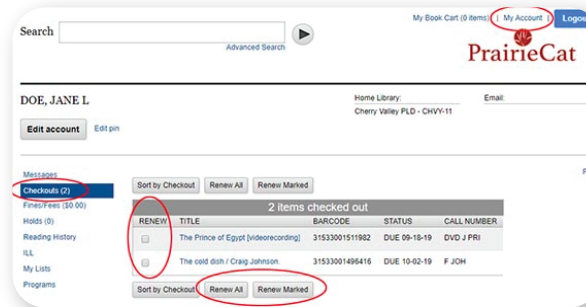 My Book Cart (0 items) | My Account | Logou
Search
Advanced Search
PrairieCat
DOE, JANE L
Home Library:
Email:
Cherry Valley PLD - CHVY-11
Edit account
Edit pin
Messages
Checkouts (2)
Fines/Fees ($0.00)
Holds (0)
Reading History
ILL
My Lists
Programs
Sort by Checkout
Renew All
Renew Marked
2 items checked out
RENEW TITLE BARCODE STATUS CALL NUMBER
The Prince of Egypt [videorecording] 31533001511982 DUE 09-18-19 DVD J PRI
The cold dish / Craig Johnson. 31533001496416 DUE 10-02-19 F JOH
Sort by Checkout
Renew All
Renew Marked